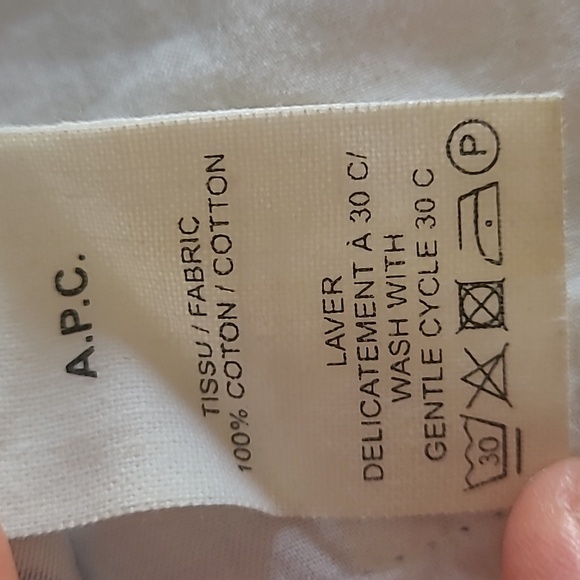 A.P.C.
TISSU / FABRIC
100% COTON / COTTON
LAVER
DELICATEMENT À 30 C/
WASH WITH
GENTLE CYCLE 30 C
30 P